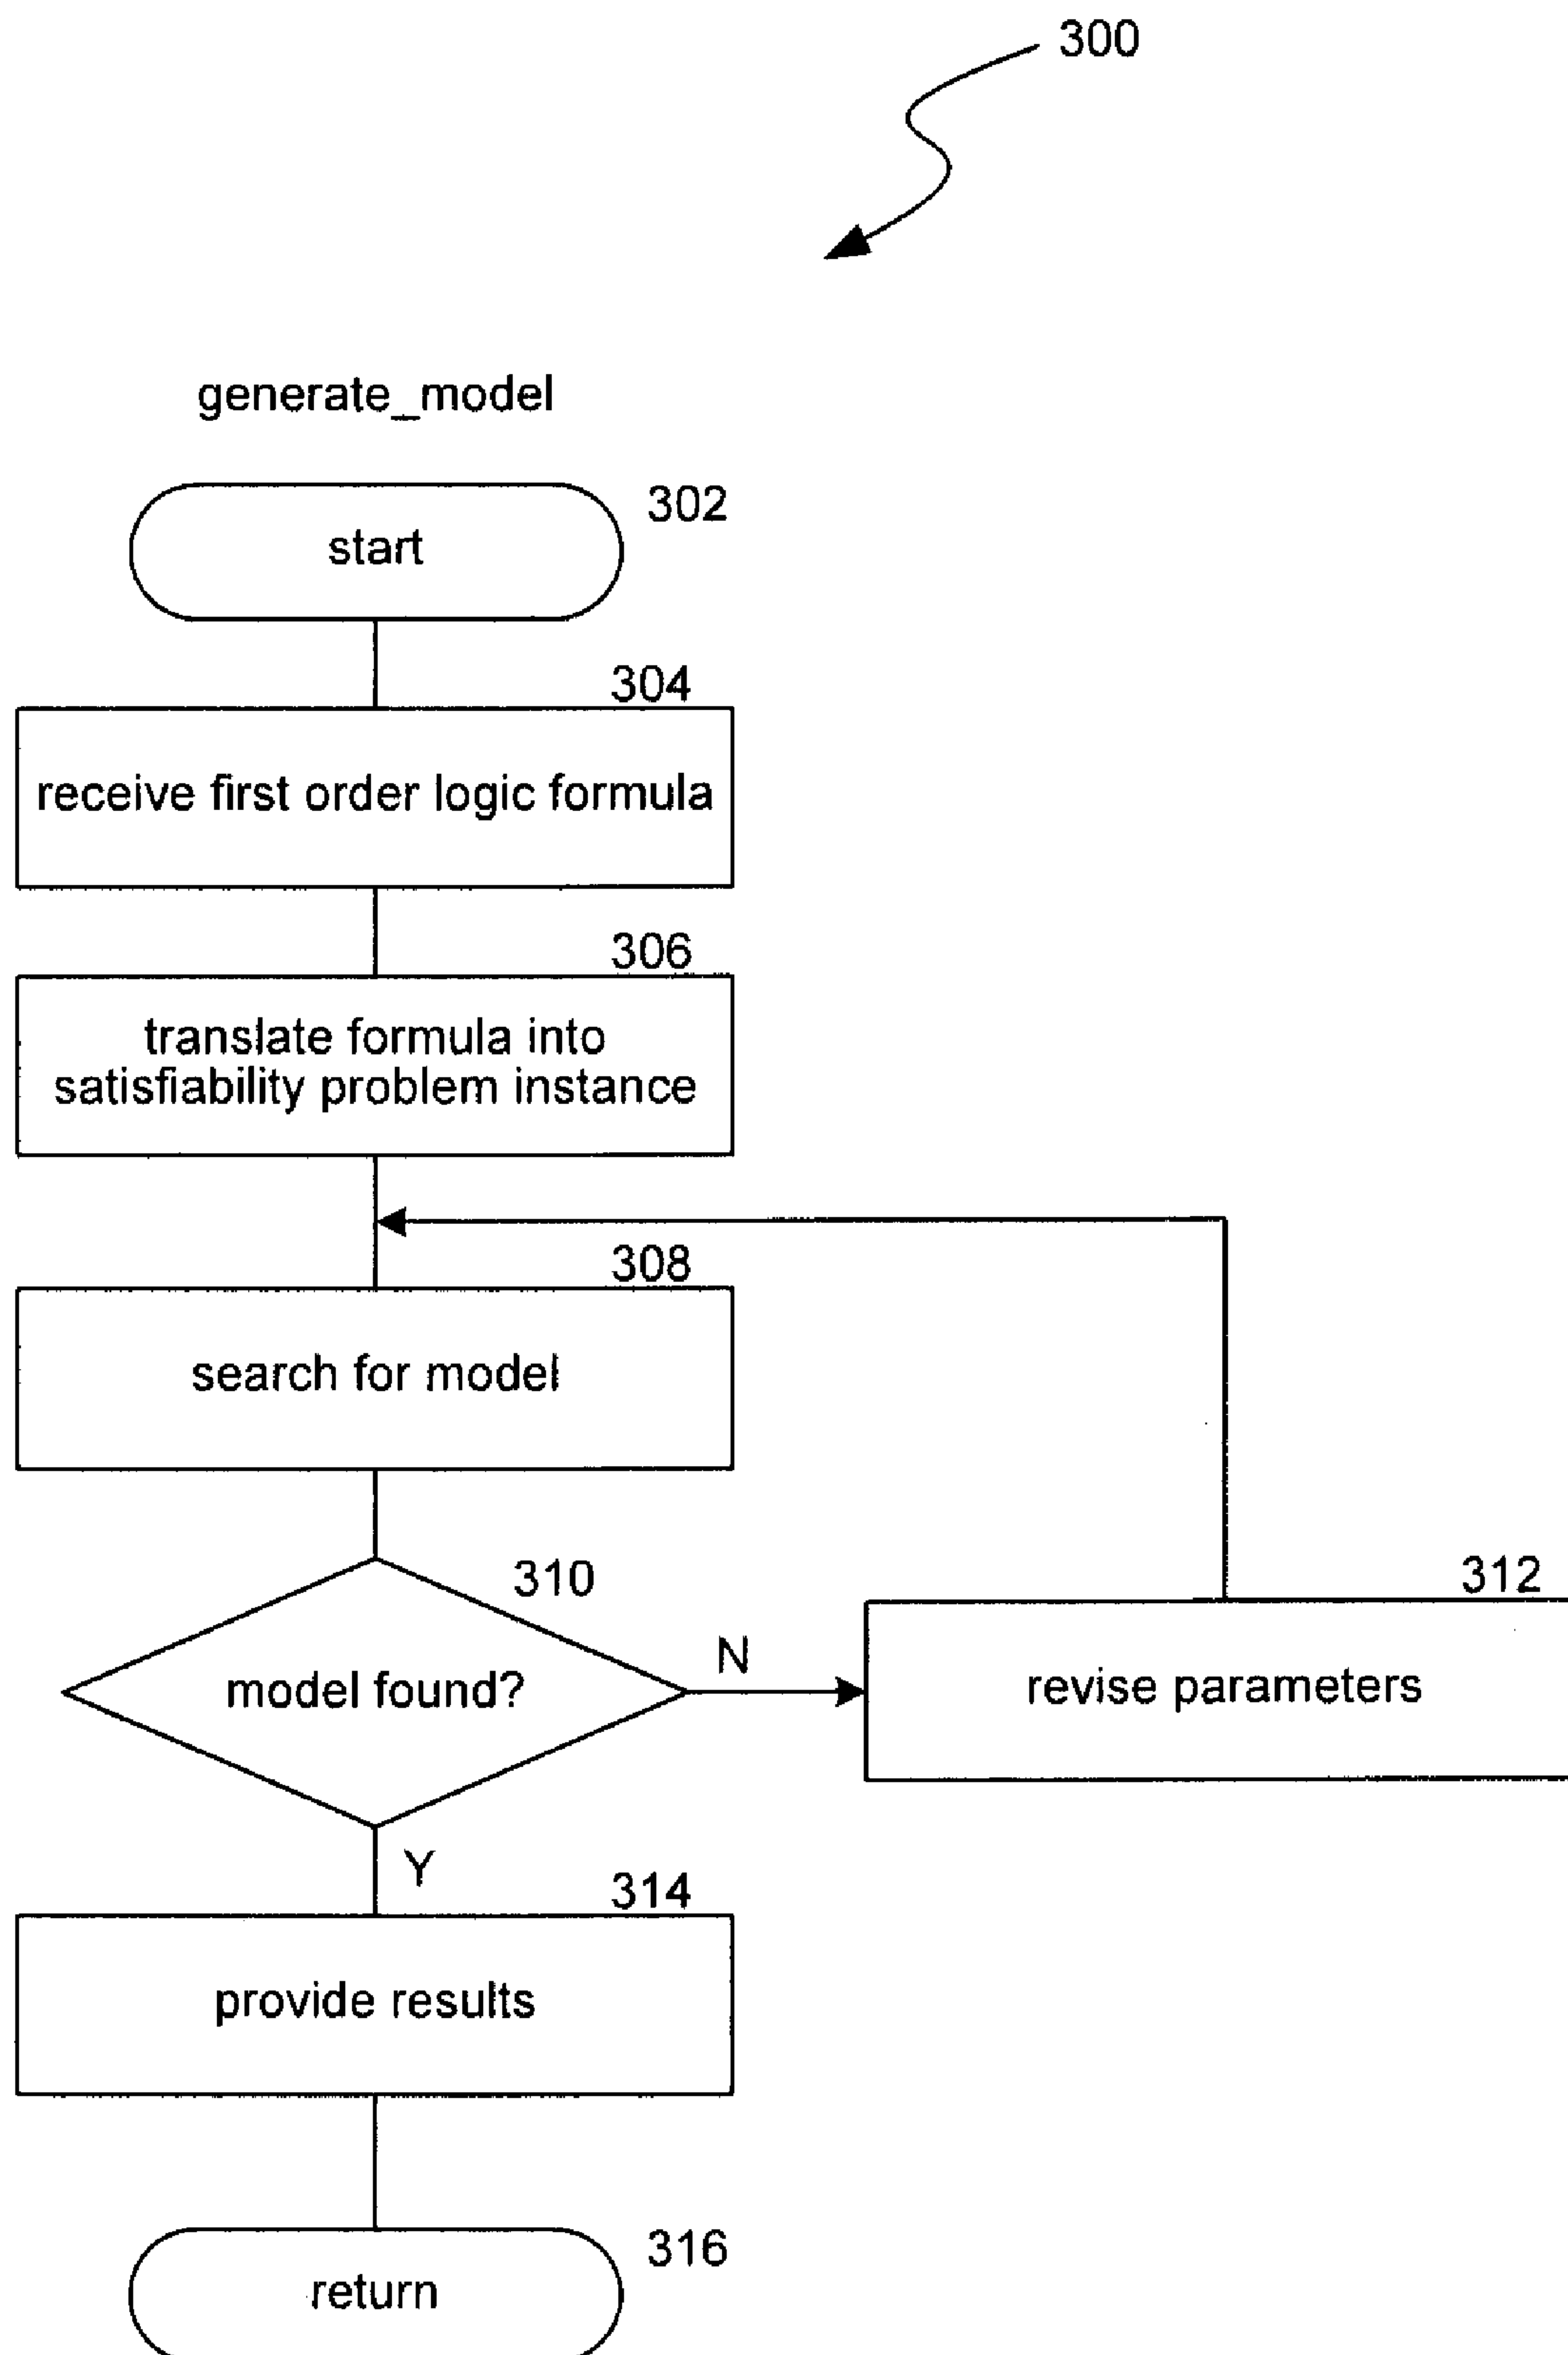 300
generate_model
302
start
304
receive first order logic formula
306
translate formula into
satisfiability problem instance
308
search for model
310
model found?
N
312
revise parameters
Y
314
provide results
316
return